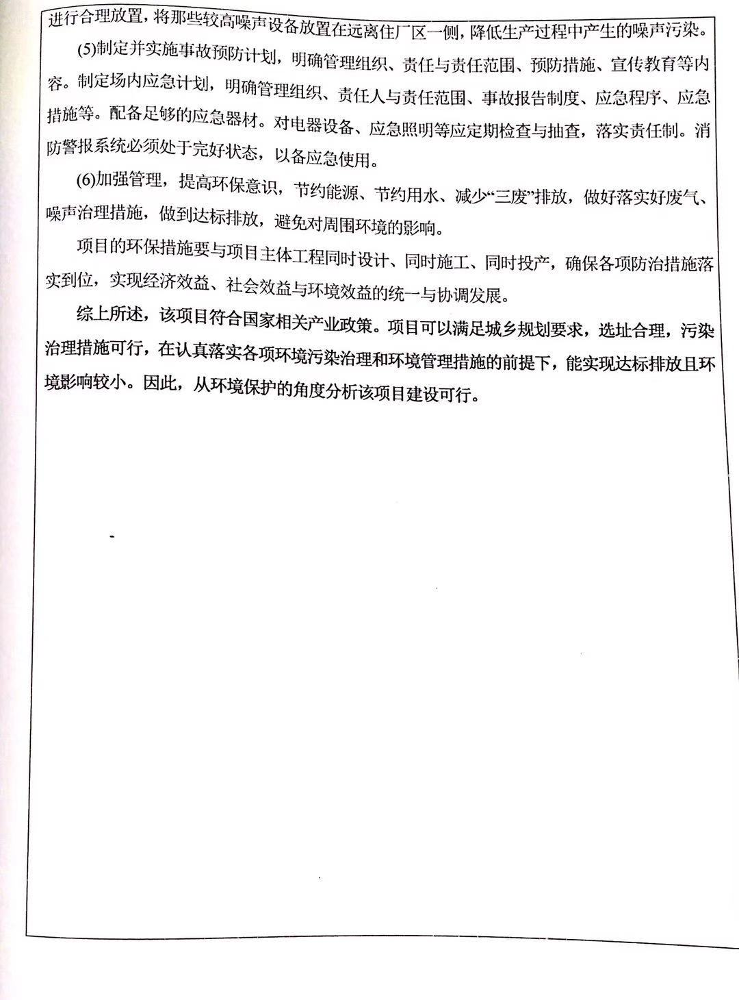 进行合理放置，将那些较高噪声设备放置在远离住厂区一侧，降低生产过程中产生的噪声污染。
(5)制定并实施事故预防计划，明确管理组织、责任与责任范围、预防措施、宣传教育等内
容。制定场内应急计划，明确管理组织、责任人与责任范围、事故报告制度、应急程序、应急
措施等。配备足够的应急器材。对电器设备、应急照明等应定期检查与抽查，落实责任制。消
防警报系统必须处于完好状态，以备应急使用。
(6)加强管理，提高环保意识，节约能源、节约用水、减少“三废”排放，做好落实好废气、
噪声治理措施，做到达标排放，避免对周围环境的影响。
项目的环保措施要与项目主体工程同时设计、同时施工、同时投产，确保各项防治措施落
实到位，实现经济效益、社会效益与环境效益的统一与协调发展。
综上所述，该项目符合国家相关产业政策。项目可以满足城乡规划要求，选址合理，污染
治理措施可行，在认真落实各项环境污染治理和环境管理措施的前提下，能实现达标排放且环
境影响较小。因此，从环境保护的角度分析该项目建设可行。